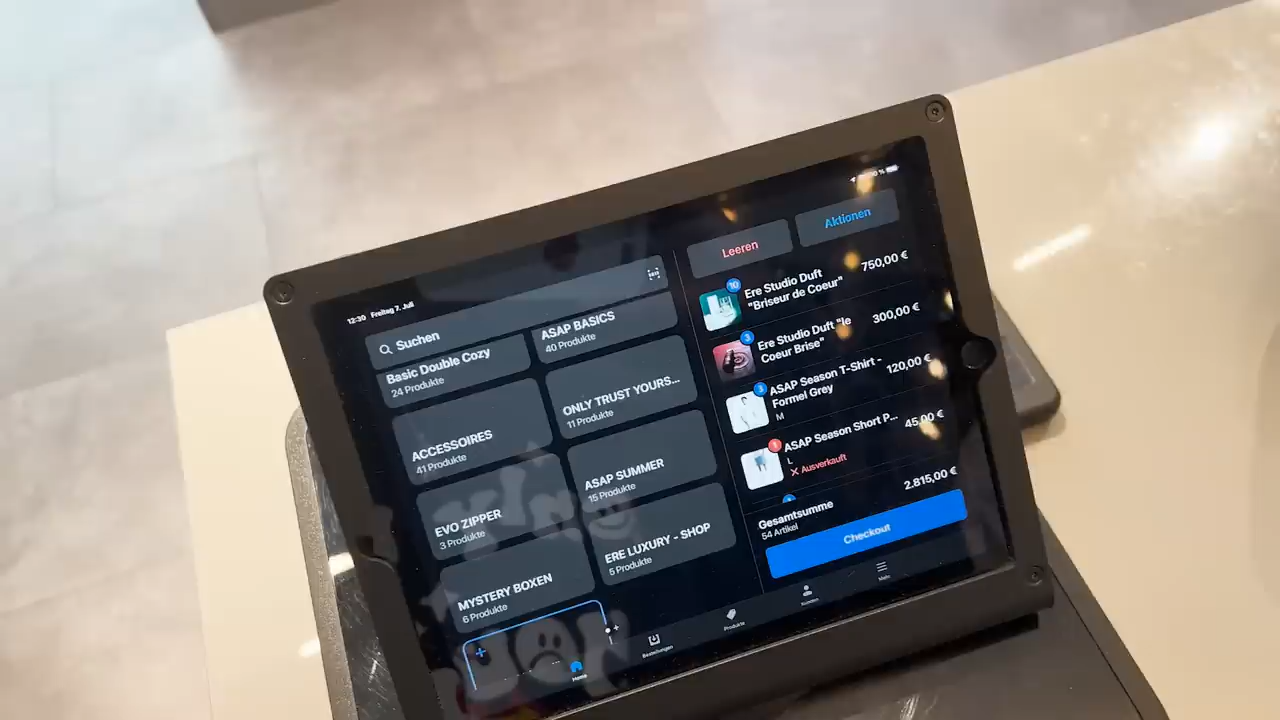 12:30 Freitag 7. Juli
Suchen
Basic Double Cozy
24 Produkte
ASAP BASICS
40 Produkte
ACCESSOIRES
41 Produkte
ONLY TRUST YOURS...
11 Produkte
EVO ZIPPER
3 Produkte
ASAP SUMMER
15 Produkte
MYSTERY BOXEN
6 Produkte
ERE LUXURY - SHOP
5 Produkte
Leeren
Aktionen
10
Ere Studio Duft
"Briseur de Coeur"
750,00 €
3
Ere Studio Duft "le
Coeur Brise"
300,00 €
3
ASAP Season T-Shirt -
Formel Grey
M
120,00 €
1
ASAP Season Short P...
L
Ausverkauft
45,00 €
Gesamtsumme
54 Artikel
2.815,00 €
Checkout
Home
Bestellungen
Produkte
Kunden
Mehr